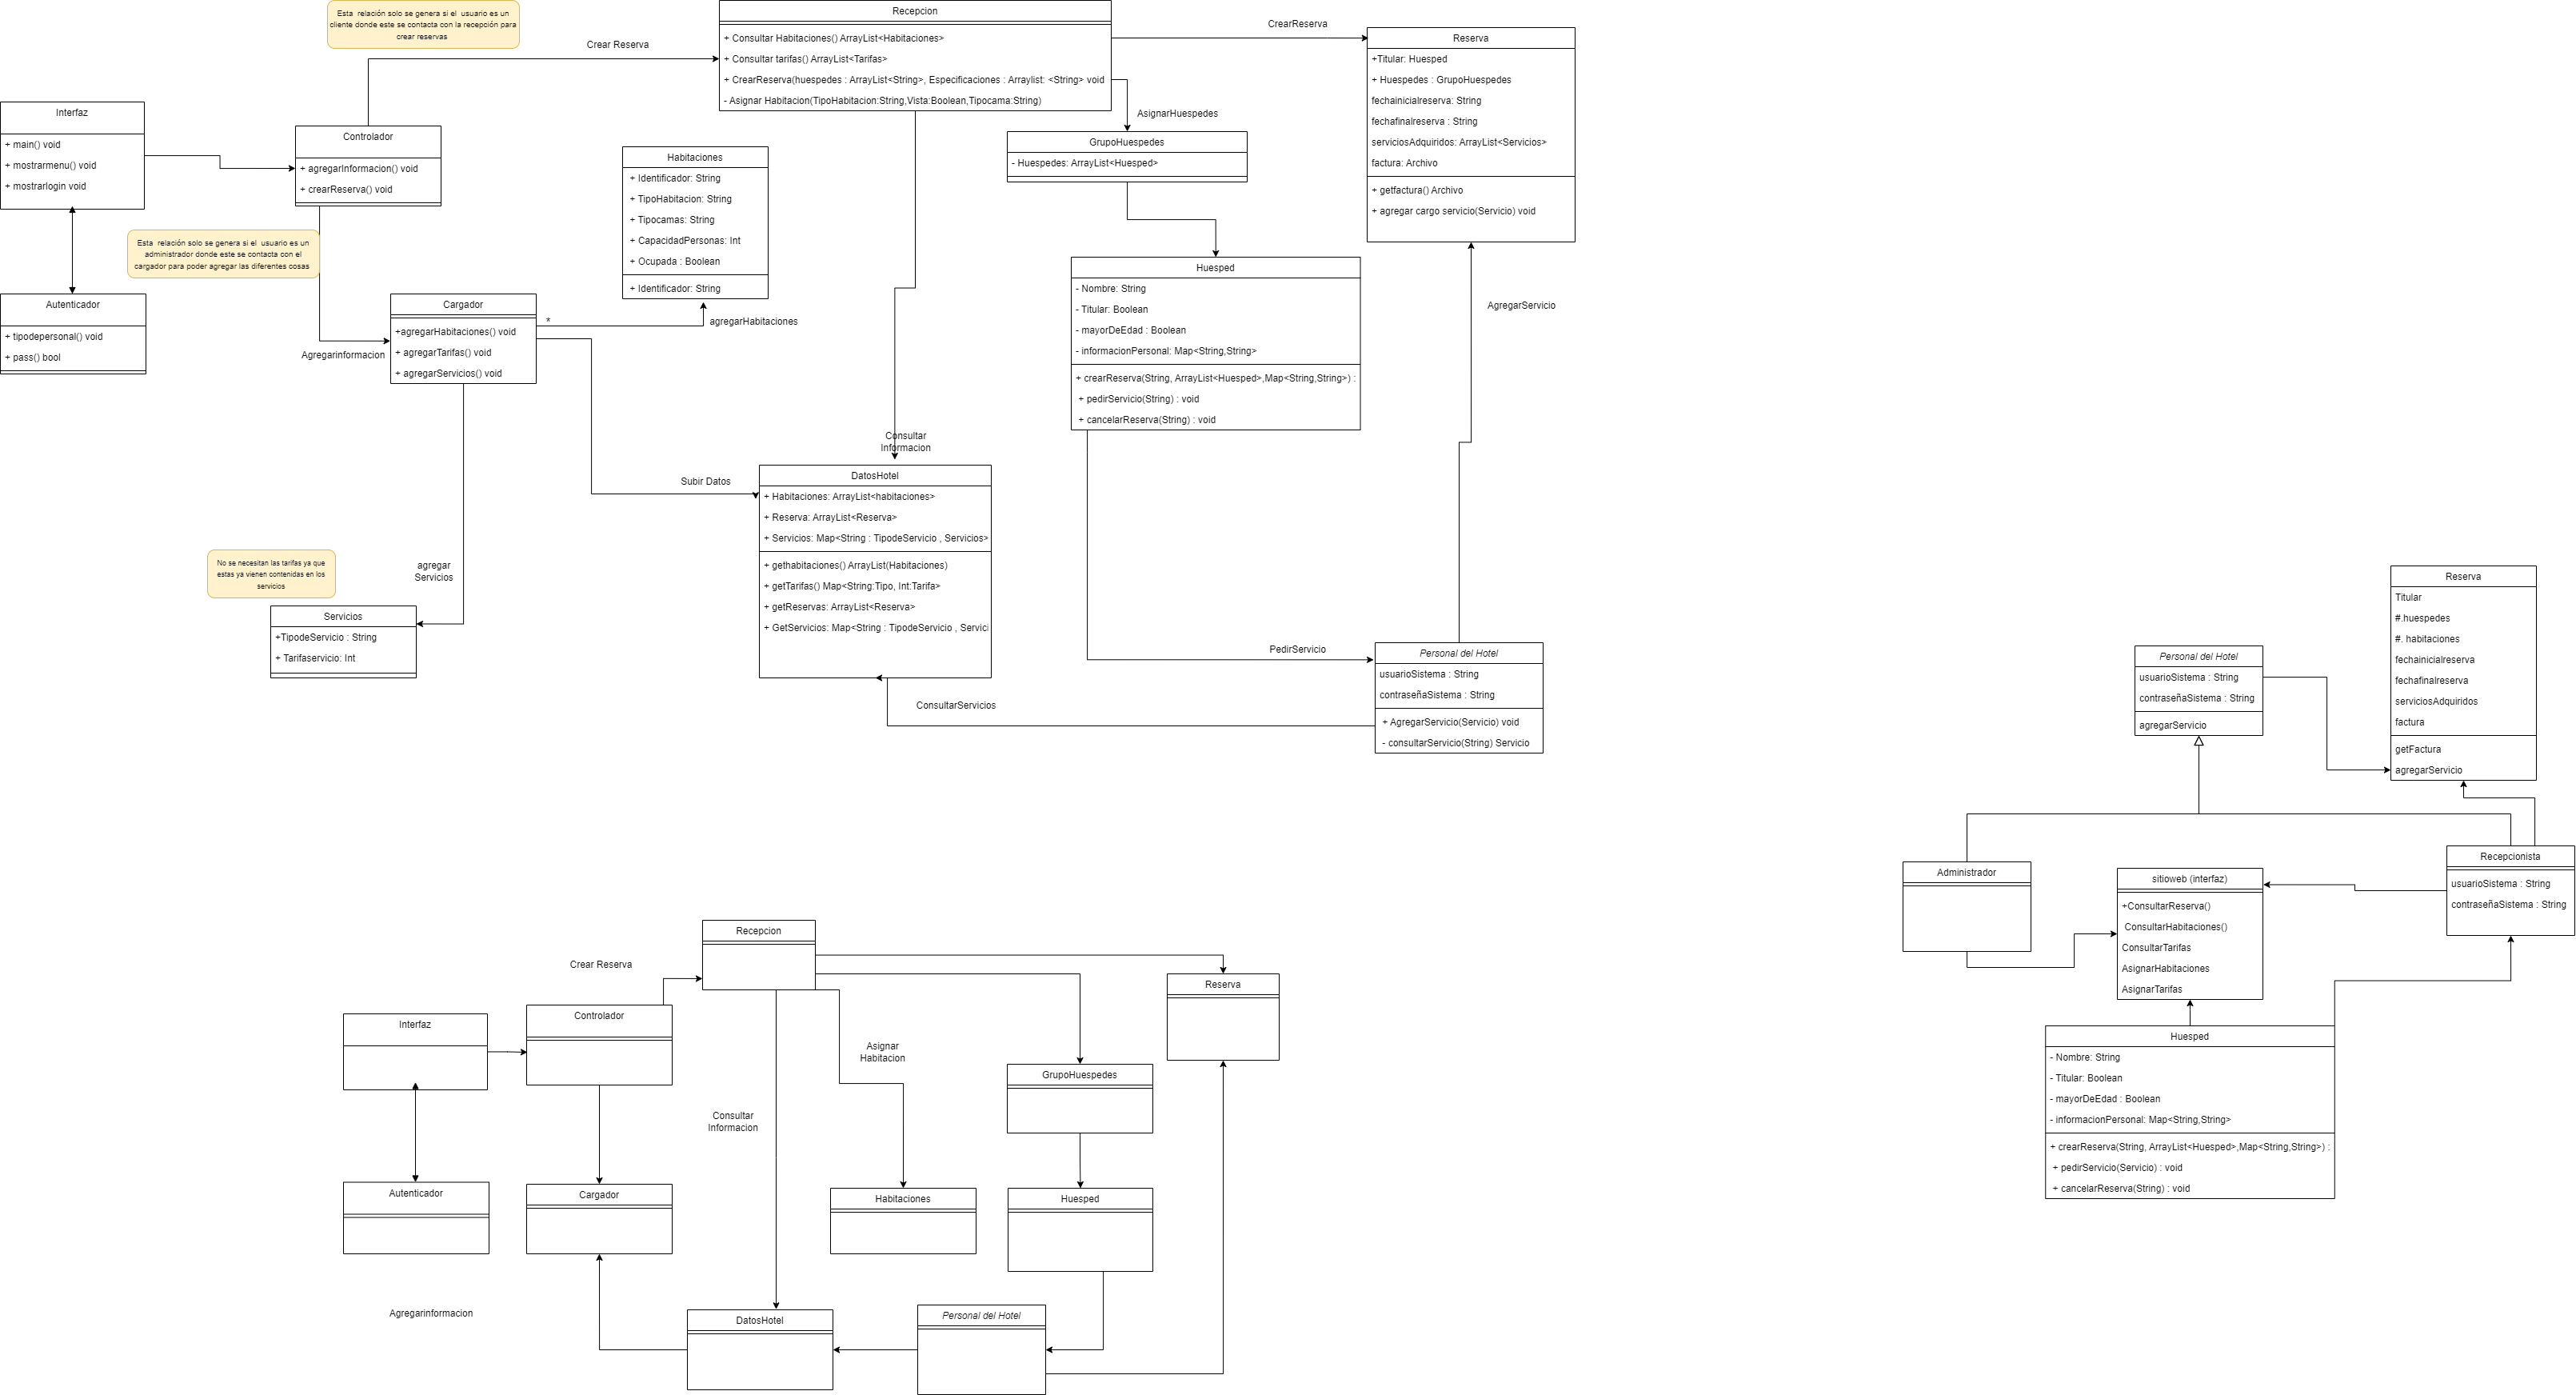 Esta relación solo se genera si el usuario es un
cliente donde este se contacta con la recepción para
crear reservas
Crear Reserva
Recepcion
+ Consultar Habitaciones() ArrayList<Habitaciones>
+ Consultar tarifas() ArrayList<Tarifas>
+ CrearReserva(huespedes : ArrayList<String>, Especificaciones : Arraylist: <String> void
- Asignar Habitacion(TipoHabitacion:String,Vista:Boolean,Tipocama:String)
CrearReserva
Reserva
+Titular: Huesped
+ Huespedes : GrupoHuespedes
fechainicialreserva: String
fechafinalreserva : String
serviciosAdquiridos: ArrayList<Servicios>
factura: Archivo
+ getfactura() Archivo
+ agregar cargo servicio(Servicio) void
Interfaz
+ main() void
+ mostrarmenu() void
+ mostrarlogin void
Controlador
+ agregarInformacion() void
+ crearReserva() void
Habitaciones
+ Identificador: String
+ TipoHabitacion: String
+ Tipocamas: String
+ CapacidadPersonas: Int
+ Ocupada : Boolean
+ Identificador: String
AsignarHuespedes
GrupoHuespedes
- Huespedes: ArrayList<Huesped>
Esta relación solo se genera si el usuario es un
administrador donde este se contacta con el
cargador para poder agregar las diferentes cosas
Huesped
- Nombre: String
- Titular: Boolean
- mayorDeEdad : Boolean
- informacionPersonal: Map<String,String>
+ crearReserva(String, ArrayList<Huesped>,Map<String,String>) :
+ pedirServicio(String) : void
+ cancelarReserva(String) : void
Autenticador
+ tipodepersonal() void
+ pass() bool
Agregarinformacion
Cargador
+agregarHabitaciones() void
+ agregarTarifas() void
+ agregarServicios() void
*
agregarHabitaciones
AgregarServicio
Consultar
Informacion
Subir Datos
DatosHotel
+ Habitaciones: ArrayList<habitaciones>
+ Reserva: ArrayList<Reserva>
+ Servicios: Map<String : TipodeServicio , Servicios>
+ gethabitaciones() ArrayList(Habitaciones)
+ getTarifas() Map<String:Tipo, Int:Tarifa>
+ getReservas: ArrayList<Reserva>
+ GetServicios: Map<String : TipodeServicio , Servici
No se necesitan las tarifas ya que
estas ya vienen contenidas en los
servicios
agregar
Servicios
Servicios
+TipodeServicio : String
+ Tarifaservicio: Int
PedirServicio
Personal del Hotel
usuarioSistema : String
contraseñaSistema : String
+ AgregarServicio(Servicio) void
- consultarServicio(String) Servicio
ConsultarServicios
Reserva
Titular
#.huespedes
#. habitaciones
fechainicialreserva
fechafinalreserva
serviciosAdquiridos
factura
getFactura
agregarServicio
Personal del Hotel
usuarioSistema : String
contraseñaSistema : String
agregarServicio
Administrador
sitioweb (interfaz)
+ConsultarReserva()
ConsultarHabitaciones()
ConsultarTarifas
AsignarHabitaciones
AsignarTarifas
Recepcionista
usuarioSistema : String
contraseñaSistema : String
Huesped
- Nombre: String
- Titular: Boolean
- mayorDeEdad : Boolean
- informacionPersonal: Map<String,String>
+ crearReserva(String, ArrayList<Huesped>,Map<String,String>) :
+ pedirServicio(Servicio) : void
+ cancelarReserva(String) : void
Recepcion
Crear Reserva
Reserva
Interfaz
Controlador
Asignar
Habitacion
GrupoHuespedes
Consultar
Informacion
Autenticador
Cargador
Habitaciones
Huesped
Agregarinformacion
DatosHotel
Personal del Hotel